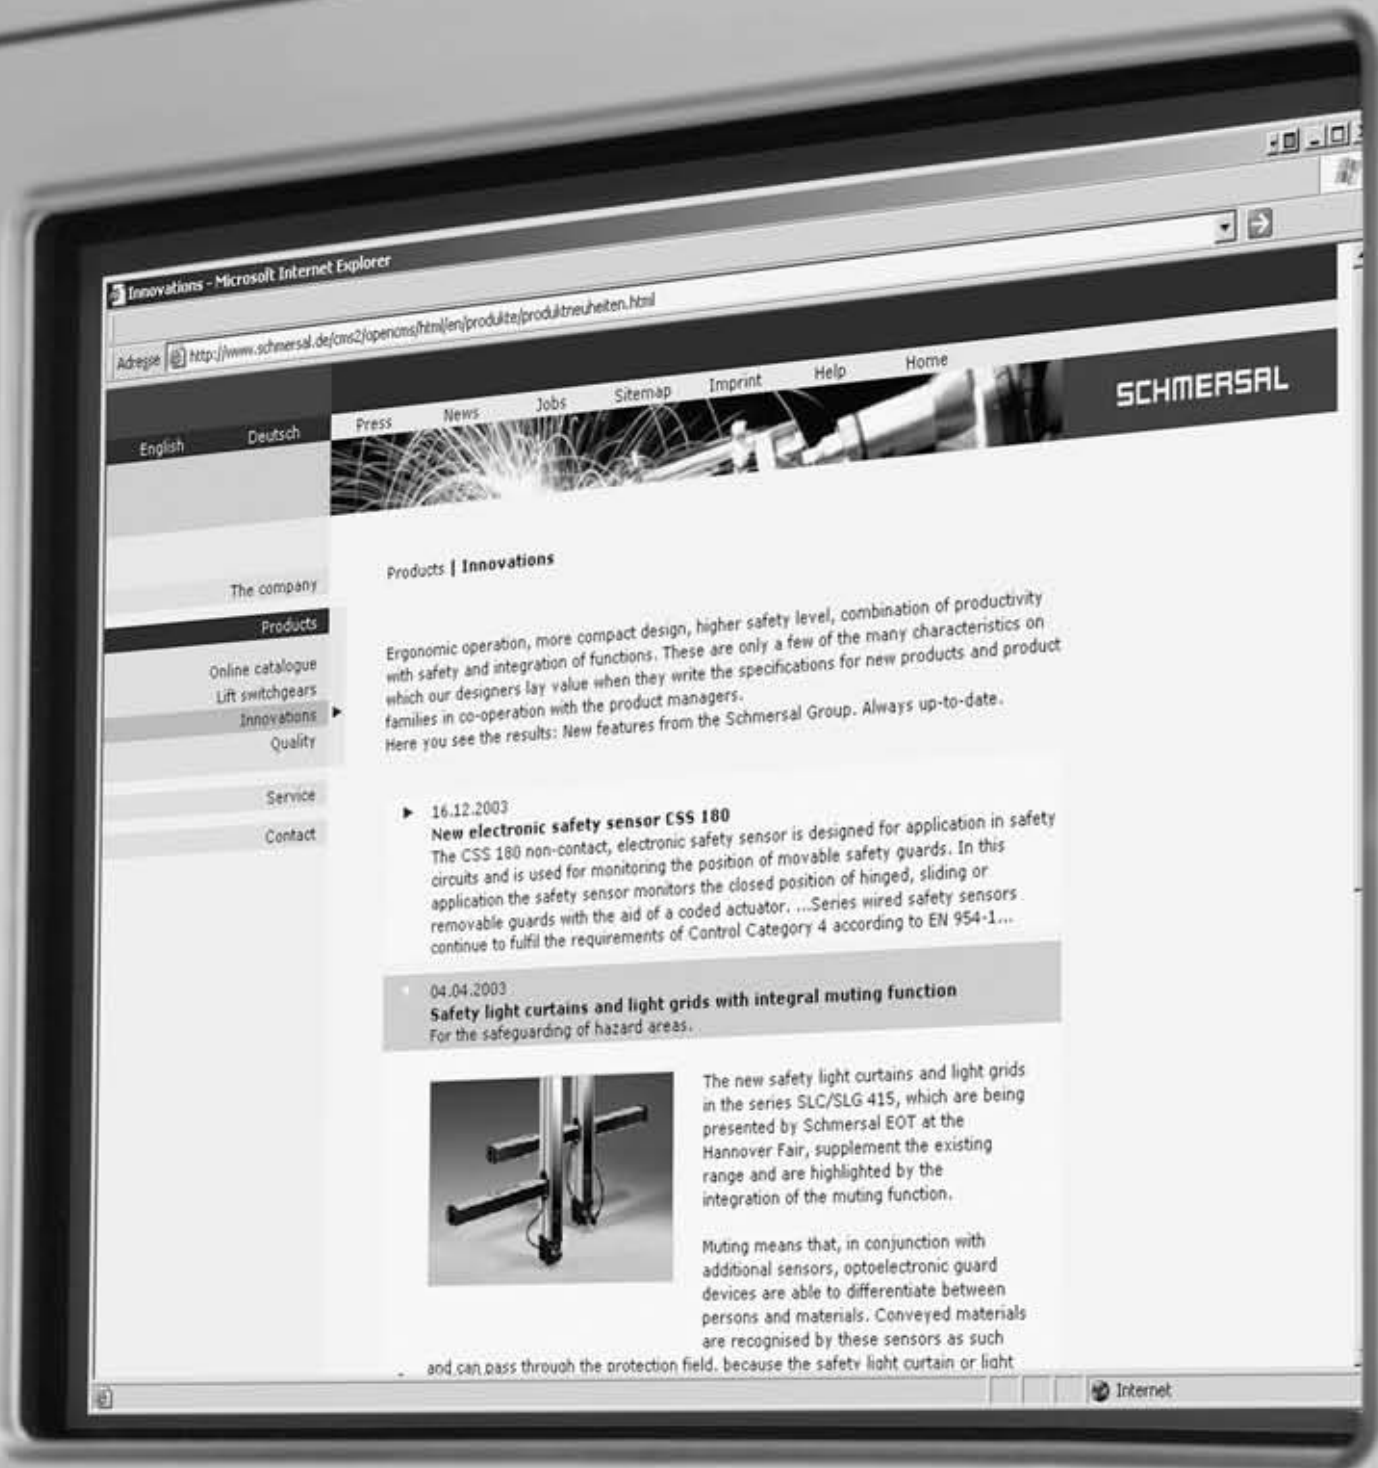 Innovations - Microsoft Internet Explorer
Adresse http://www.schmersal.de/cms2/opencms/html/en/produkte/produktneuheiten.html
English Deutsch Press News Jobs Sitemap Imprint Help Home
SCHMERSAL
The company
Products
Online catalogue
Lift switchgears
Innovations
Quality
Service
Contact
Products | Innovations
Ergonomic operation, more compact design, higher safety level, combination of productivity
with safety and integration of functions. These are only a few of the many characteristics on
which our designers lay value when they write the specifications for new products and product
families in co-operation with the product managers.
Here you see the results: New features from the Schmersal Group. Always up-to-date.
16.12.2003
New electronic safety sensor CSS 180
The CSS 180 non-contact, electronic safety sensor is designed for application in safety
circuits and is used for monitoring the position of movable safety guards. In this
application the safety sensor monitors the closed position of hinged, sliding or
removable guards with the aid of a coded actuator. ...Series wired safety sensors
continue to fulfil the requirements of Control Category 4 according to EN 954-1...
04.04.2003
Safety light curtains and light grids with integral muting function
For the safeguarding of hazard areas.
The new safety light curtains and light grids
in the series SLC/SLG 415, which are being
presented by Schmersal EOT at the
Hannover Fair, supplement the existing
range and are highlighted by the
integration of the muting function.
Muting means that, in conjunction with
additional sensors, optoelectronic guard
devices are able to differentiate between
persons and materials. Conveyed materials
are recognised by these sensors as such
and can pass through the protection field, because the safety light curtain or light
Internet